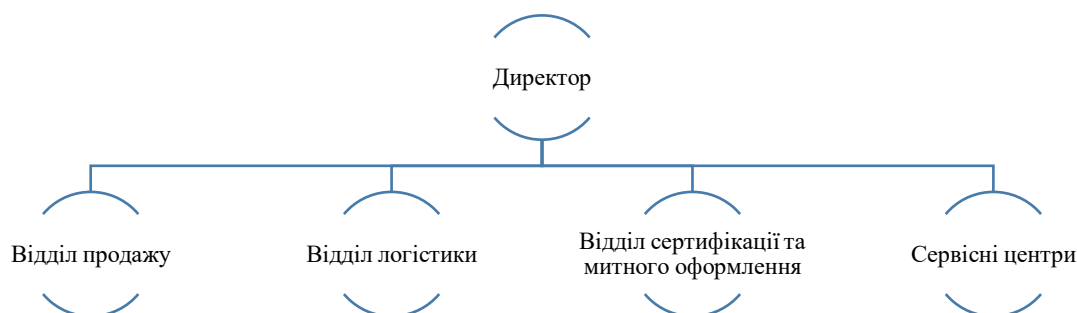 Директор
Відділ продажу
Відділ логістики
Відділ сертифікації та
митного оформлення
Сервісні центри